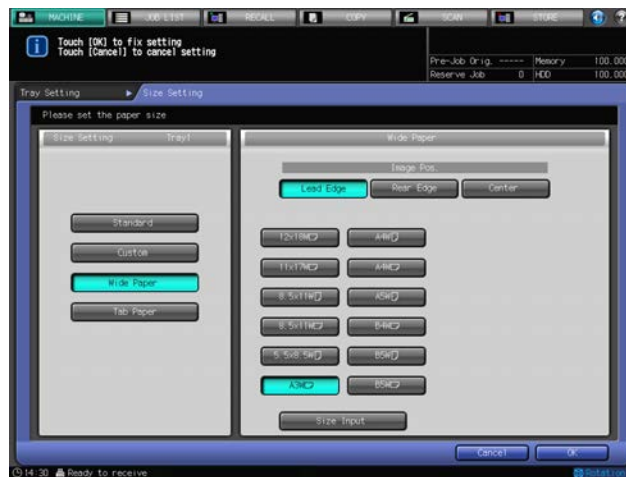 MACHINE JOB LIST RECALL COPY SCAN STORE
Touch [OK] to fix setting
Touch [Cancel] to cancel setting
Pre-Job Orig. ----- Memory 100.000
Reserve Job 0 HDD 100.000
Tray Setting Size Setting
Please set the paper size
Size Setting Tray1
Wide Paper
Image Pos.
Lead Edge Rear Edge Center
Standard
Custom
Wide Paper
Tab Paper
12x18W A4W
11x17W A4W
8.5x11W A5W
8.5x11W B4W
5.5x8.5W B5W
A3W B5W
Size Input
Cancel OK
14:30 Ready to receive
Rotation